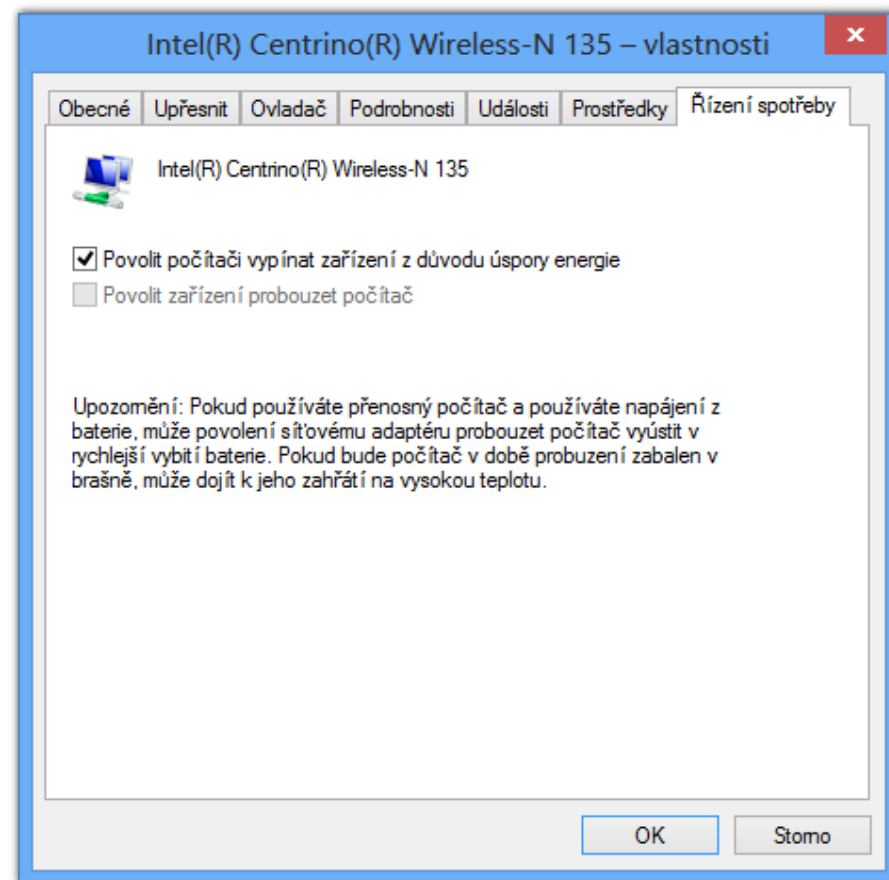 Intel(R) Centrino(R) Wireless-N 135 – vlastnosti
Obecné Upřesnit Ovladač Podrobnosti Události Prostředky Řízení spotřeby
Intel(R) Centrino(R) Wireless-N 135
Povolit počítači vypínat zařízení z důvodu úspory energie
Povolit zařízení probouzet počítač
Upozornění: Pokud používáte přenosný počítač a používáte napájení z
baterie, může povolení síťovému adaptéru probouzet počítač vyústit v
rychlejší vybití baterie. Pokud bude počítač v době probuzení zabalen v
brašně, může dojít k jeho zahřátí na vysokou teplotu.
OK Storno